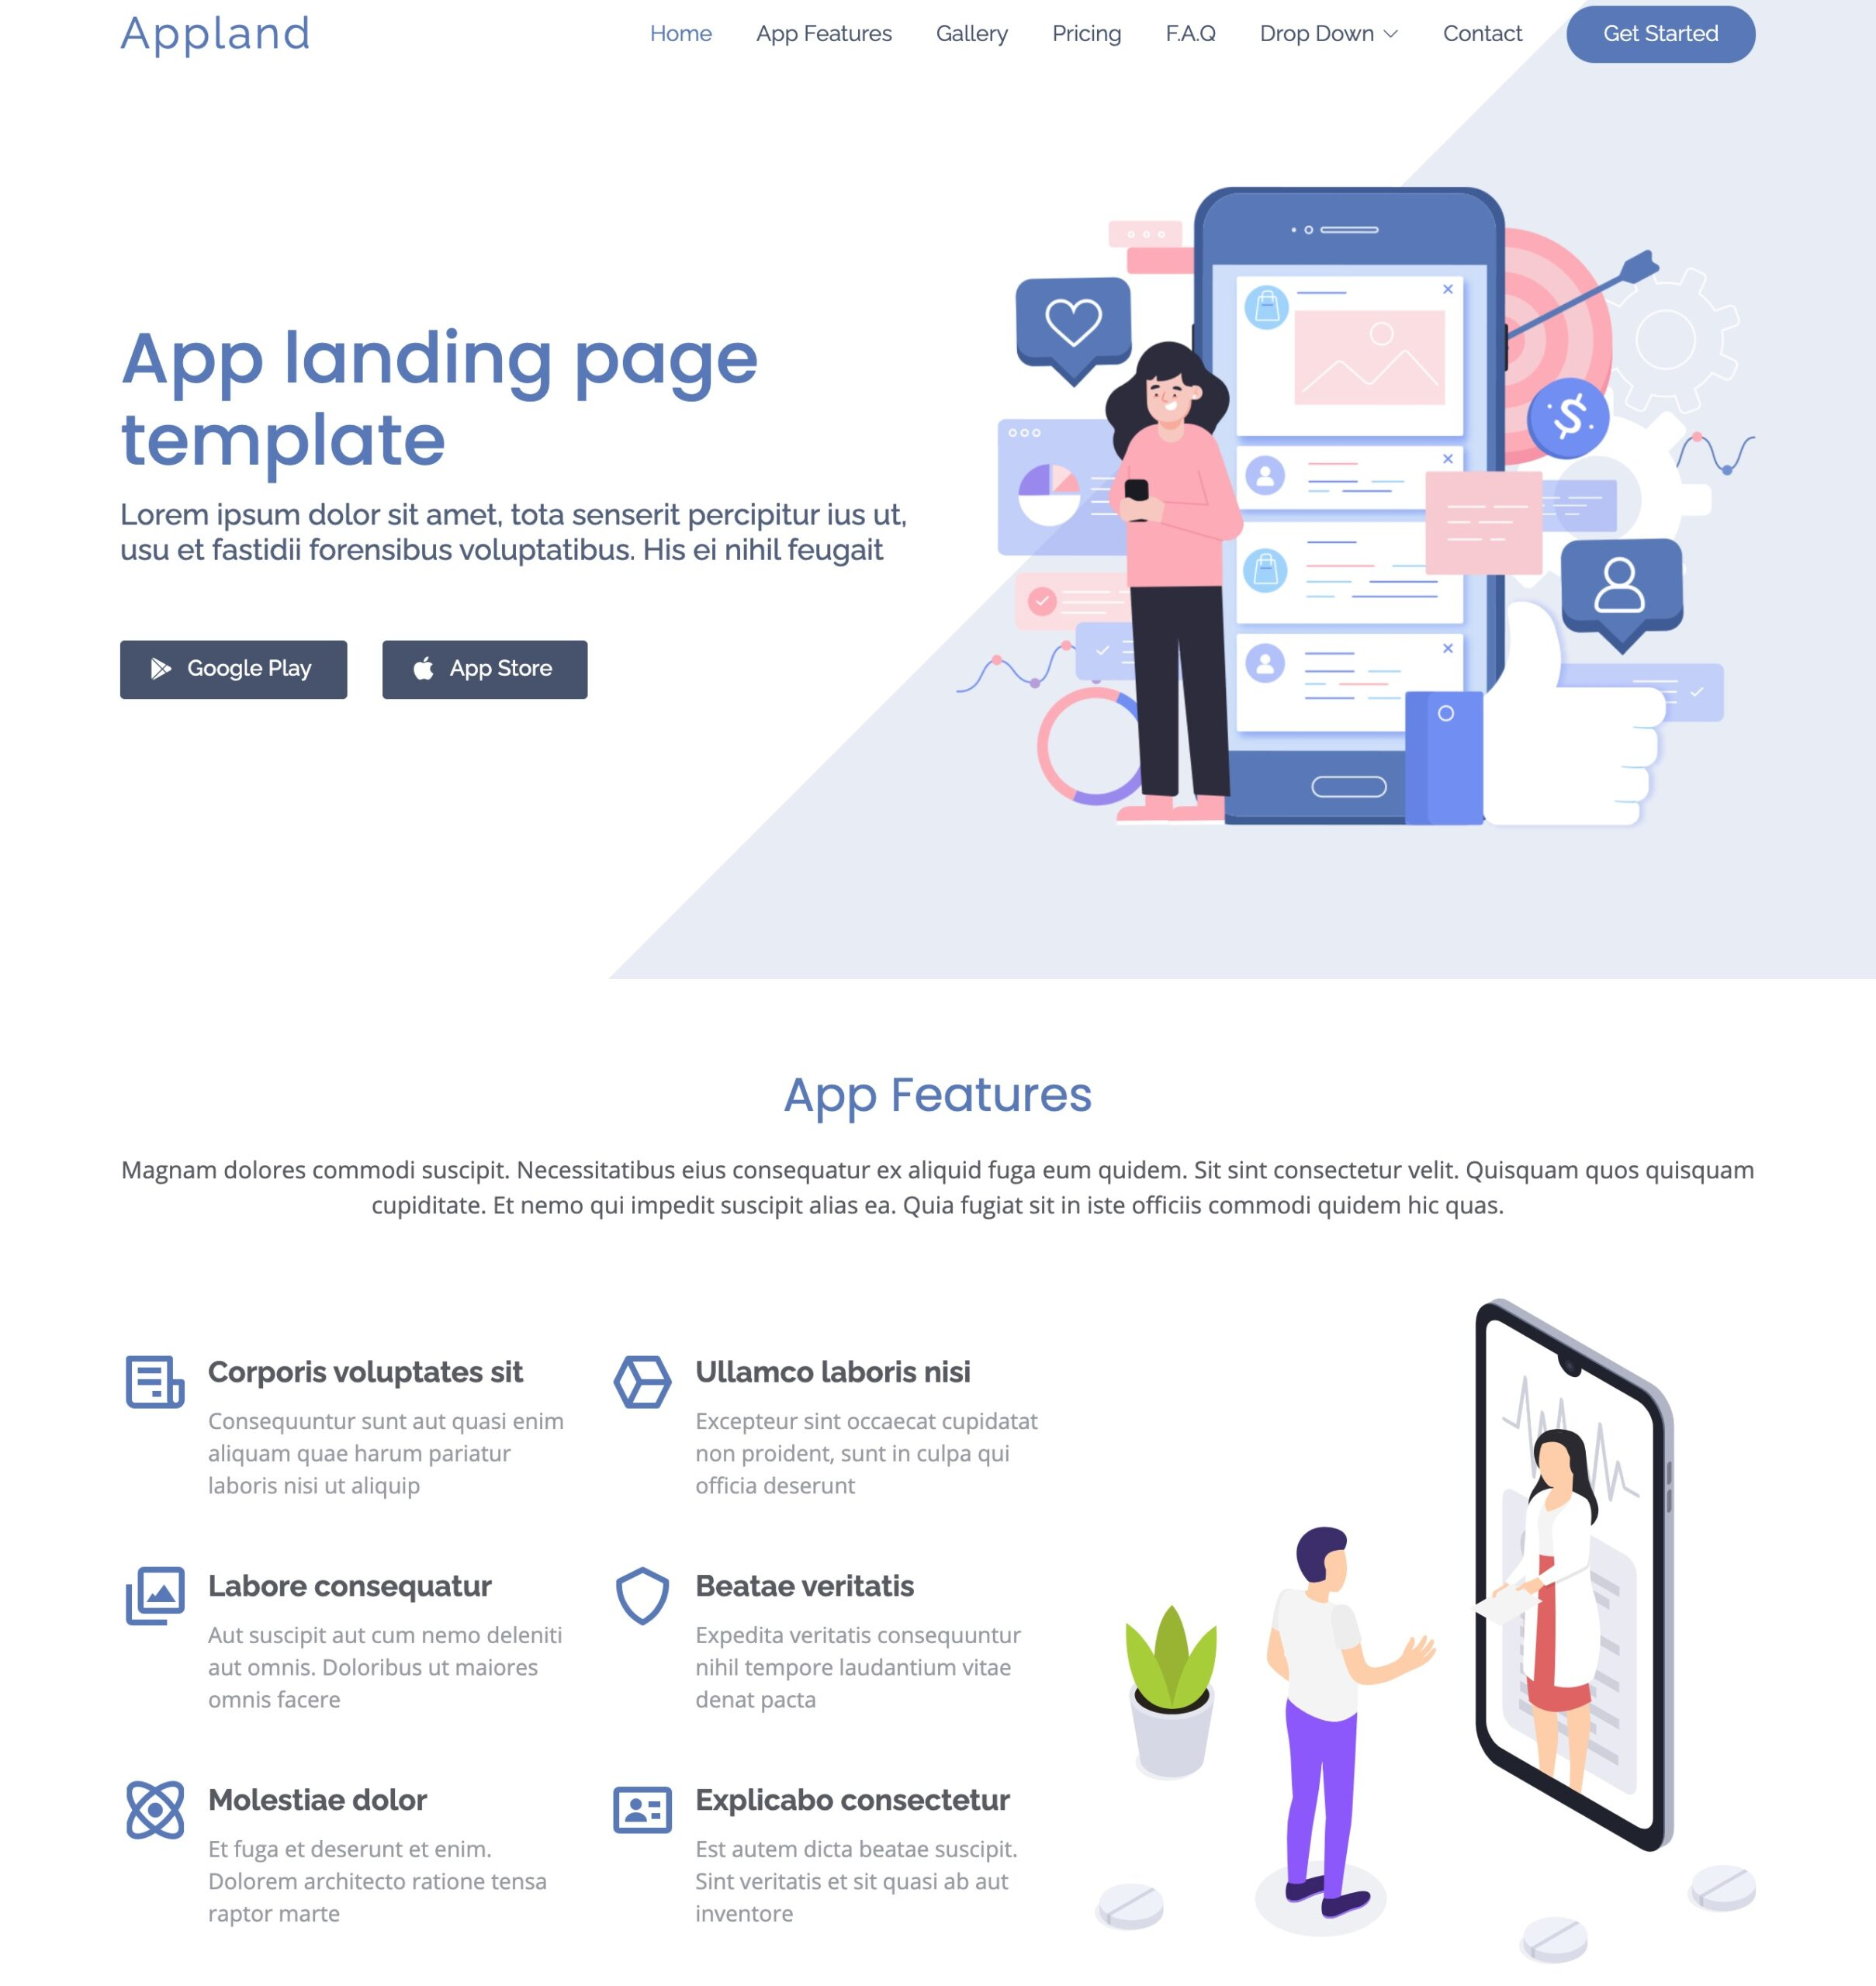 Appland
Home App Features Gallery Pricing F.A.Q Drop Down Contact Get Started
App landing page
template
Lorem ipsum dolor sit amet, tota senserit percipitur ius ut,
usu et fastidii forensibus voluptatibus. His ei nihil feugait
Google Play App Store
$
App Features
Magnam dolores commodi suscipit. Necessitatibus eius consequatur ex aliquid fuga eum quidem. Sit sint consectetur velit. Quisquam quos quisquam
cupiditate. Et nemo qui impedit suscipit alias ea. Quia fugiat sit in iste officiis commodi quidem hic quas.
Corporis voluptates sit
Consequuntur sunt aut quasi enim
aliquam quae harum pariatur
laboris nisi ut aliquip
Ullamco laboris nisi
Excepteur sint occaecat cupidatat
non proident, sunt in culpa qui
officia deserunt
Labore consequatur
Aut suscipit aut cum nemo deleniti
aut omnis. Doloribus ut maiores
omnis facere
Beatae veritatis
Expedita veritatis consequuntur
nihil tempore laudantium vitae
denat pacta
Molestiae dolor
Et fuga et deserunt et enim.
Dolorem architecto ratione tensa
raptor marte
Explicabo consectetur
Est autem dicta beatae suscipit.
Sint veritatis et sit quasi ab aut
inventore